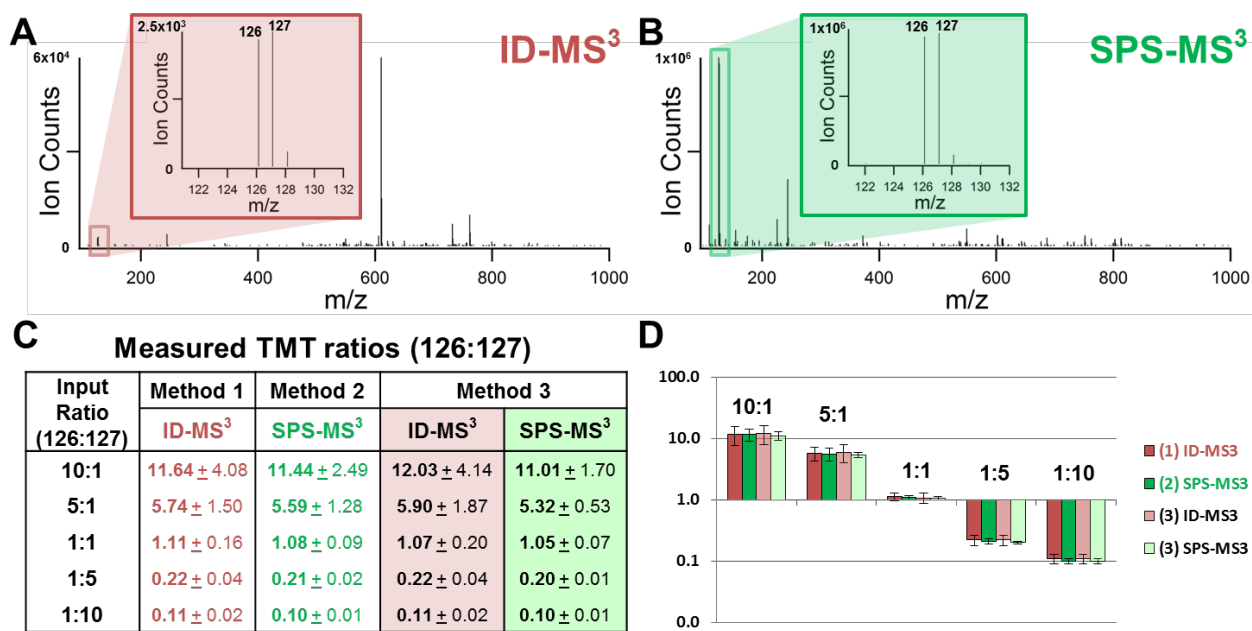 A
ID-MS³
6x10⁴
0
Ion Counts
200 400 600 800 1000
m/z
2.5x10³
0
Ion Counts
126 127
122 124 126 128 130 132
m/z
B
SPS-MS³
1x10⁶
0
Ion Counts
200 400 600 800 1000
m/z
1x10⁶
0
Ion Counts
126 127
122 124 126 128 130 132
m/z
C
Measured TMT ratios (126:127)
Input Ratio (126:127) Method 1 Method 2 Method 3
ID-MS³ SPS-MS³ ID-MS³ SPS-MS³
10:1 11.64 ± 4.08 11.44 ± 2.49 12.03 ± 4.14 11.01 ± 1.70
5:1 5.74 ± 1.50 5.59 ± 1.28 5.90 ± 1.87 5.32 ± 0.53
1:1 1.11 ± 0.16 1.08 ± 0.09 1.07 ± 0.20 1.05 ± 0.07
1:5 0.22 ± 0.04 0.21 ± 0.02 0.22 ± 0.04 0.20 ± 0.01
1:10 0.11 ± 0.02 0.10 ± 0.01 0.11 ± 0.02 0.10 ± 0.01
D
100.0
10.0
1.0
0.1
0.0
10:1
5:1
1:1
1:5
1:10
(1) ID-MS3
(2) SPS-MS3
(3) ID-MS3
(3) SPS-MS3